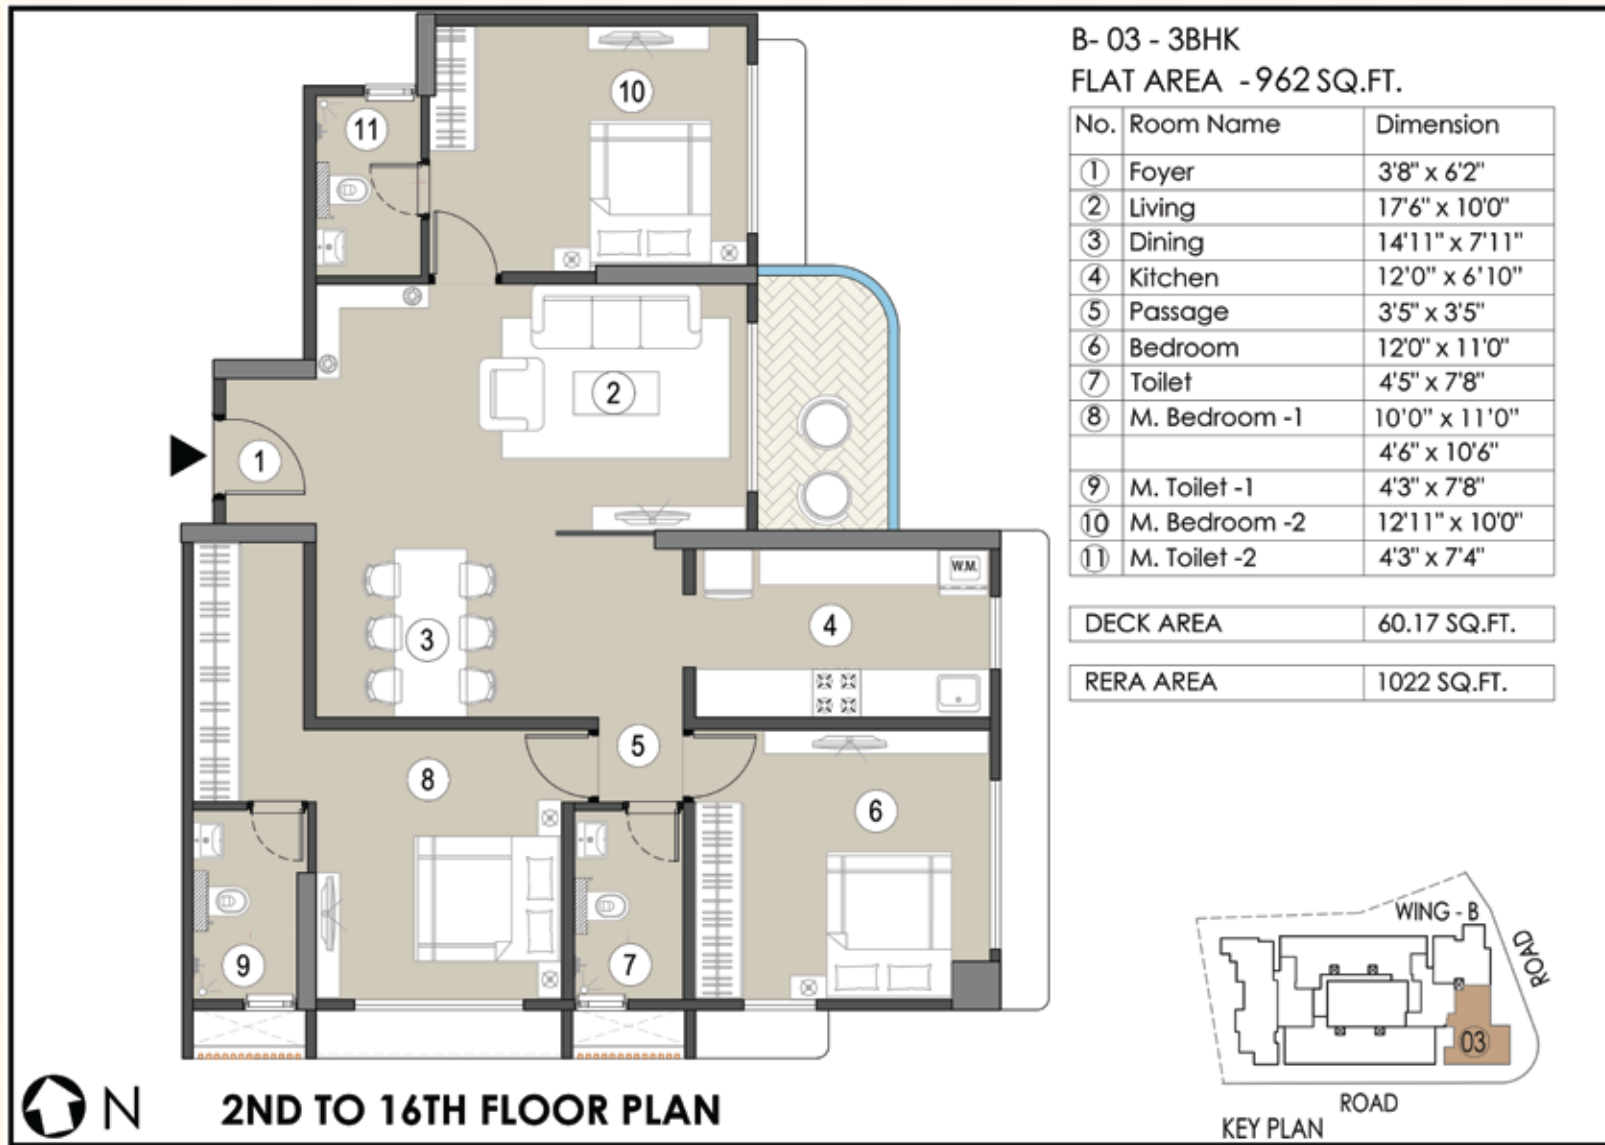 B- 03 - 3BHK
FLAT AREA - 962 SQ.FT.
No. Room Name Dimension
1 Foyer 3'8" x 6'2"
2 Living 17'6" x 10'0"
3 Dining 14'11" x 7'11"
4 Kitchen 12'0" x 6'10"
5 Passage 3'5" x 3'5"
6 Bedroom 12'0" x 11'0"
7 Toilet 4'5" x 7'8"
8 M. Bedroom -1 10'0" x 11'0"
4'6" x 10'6"
9 M. Toilet -1 4'3" x 7'8"
10 M. Bedroom -2 12'11" x 10'0"
11 M. Toilet -2 4'3" x 7'4"
DECK AREA 60.17 SQ.FT.
RERA AREA 1022 SQ.FT.
10
11
2
1
W.M.
4
3
5
8
6
9
7
WING - B
ROAD
03
ROAD
KEY PLAN
N
2ND TO 16TH FLOOR PLAN